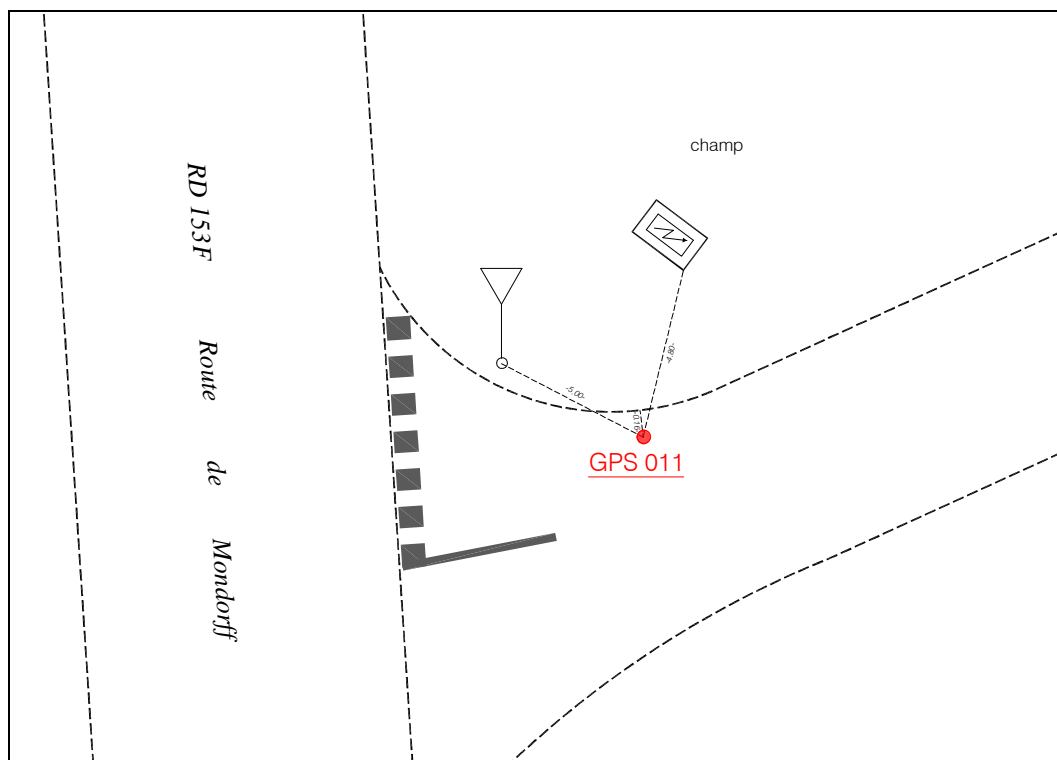 champ
RD 153F Route de Mondorff
-4.80-
-5.00-
GPS 011